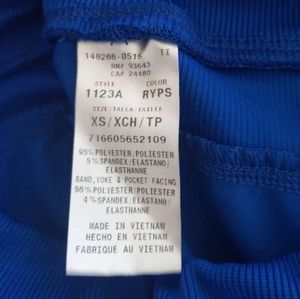 148266-0515 TI
RN# 93643
CA# 24480
STYLE COLOR
1123A RYPS
SIZE/TALLA/TAILLE
XS/XCH/TP
716605652109
95% POLYESTER/POLIESTER
5% SPANDEX/ELASTANO/
ELASTHANNE
BAND, YOKE & POCKET FACING
96% POLYESTER/POLIESTER
4% SPANDEX/ELASTANO/
ELASTHANNE
MADE IN VIETNAM
HECHO EN VIETNAM
FABRIQUÉ AU VIETNAM